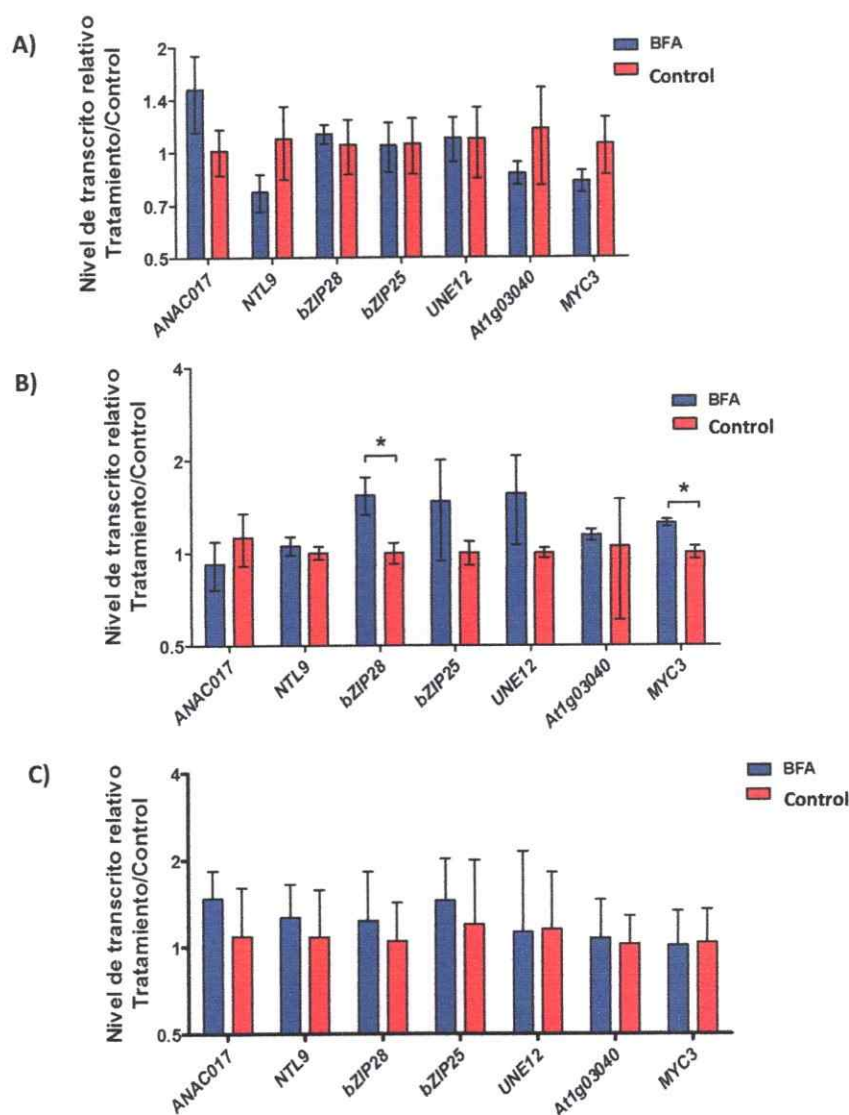 A)
Nivel de transcrito relativo
Tratamiento/Control
2
1.4
1
0.7
0.5
BFA
Control
ANAC017
NTL9
bZIP28
bZIP25
UNE12
At1g03040
MYC3
B)
Nivel de transcrito relativo
Tratamiento/Control
4
2
1
0.5
BFA
Control
*
*
ANAC017
NTL9
bZIP28
bZIP25
UNE12
At1g03040
MYC3
C)
Nivel de transcrito relativo
Tratamiento/Control
4
2
1
0.5
BFA
Control
ANAC017
NTL9
bZIP28
bZIP25
UNE12
At1g03040
MYC3